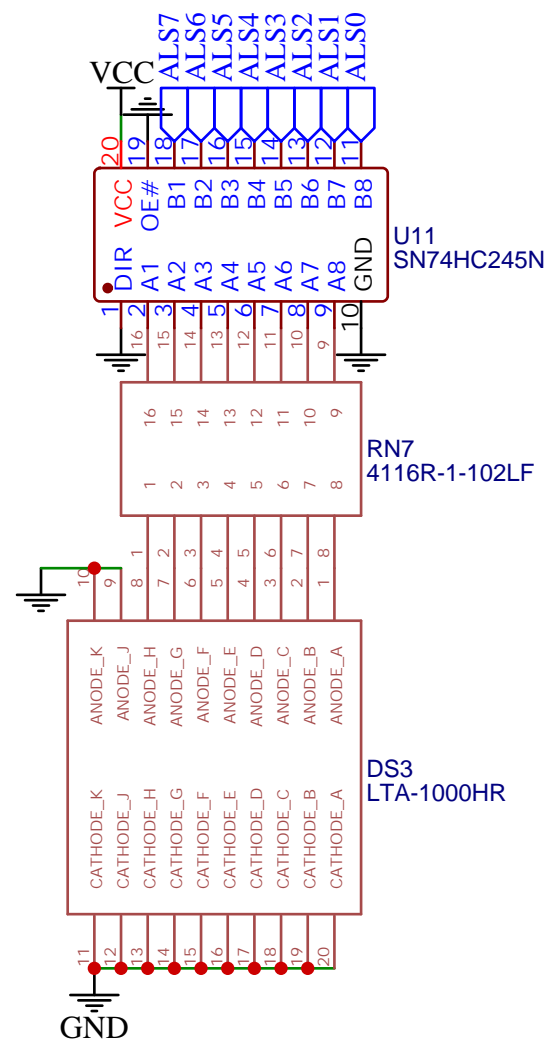 ALS7 ALS6 ALS5 ALS4 ALS3 ALS2 ALS1 ALS0
VCC
20 19 18 17 16 15 14 13 12 11
VCC OE# B1 B2 B3 B4 B5 B6 B7 B8
U11
SN74HC245N
DIR A1 A2 A3 A4 A5 A6 A7 A8 GND
1 2 3 4 5 6 7 8 9 10
16 15 14 13 12 11 10 9
16 15 14 13 12 11 10 9
RN7
4116R-1-102LF
1 2 3 4 5 6 7 8
1 2 3 4 5 6 7 8
10 9 8 7 6 5 4 3 2 1
ANODE_K ANODE_J ANODE_H ANODE_G ANODE_F ANODE_E ANODE_D ANODE_C ANODE_B ANODE_A
DS3
LTA-1000HR
CATHODE_K CATHODE_J CATHODE_H CATHODE_G CATHODE_F CATHODE_E CATHODE_D CATHODE_C CATHODE_B CATHODE_A
11 12 13 14 15 16 17 18 19 20
GND